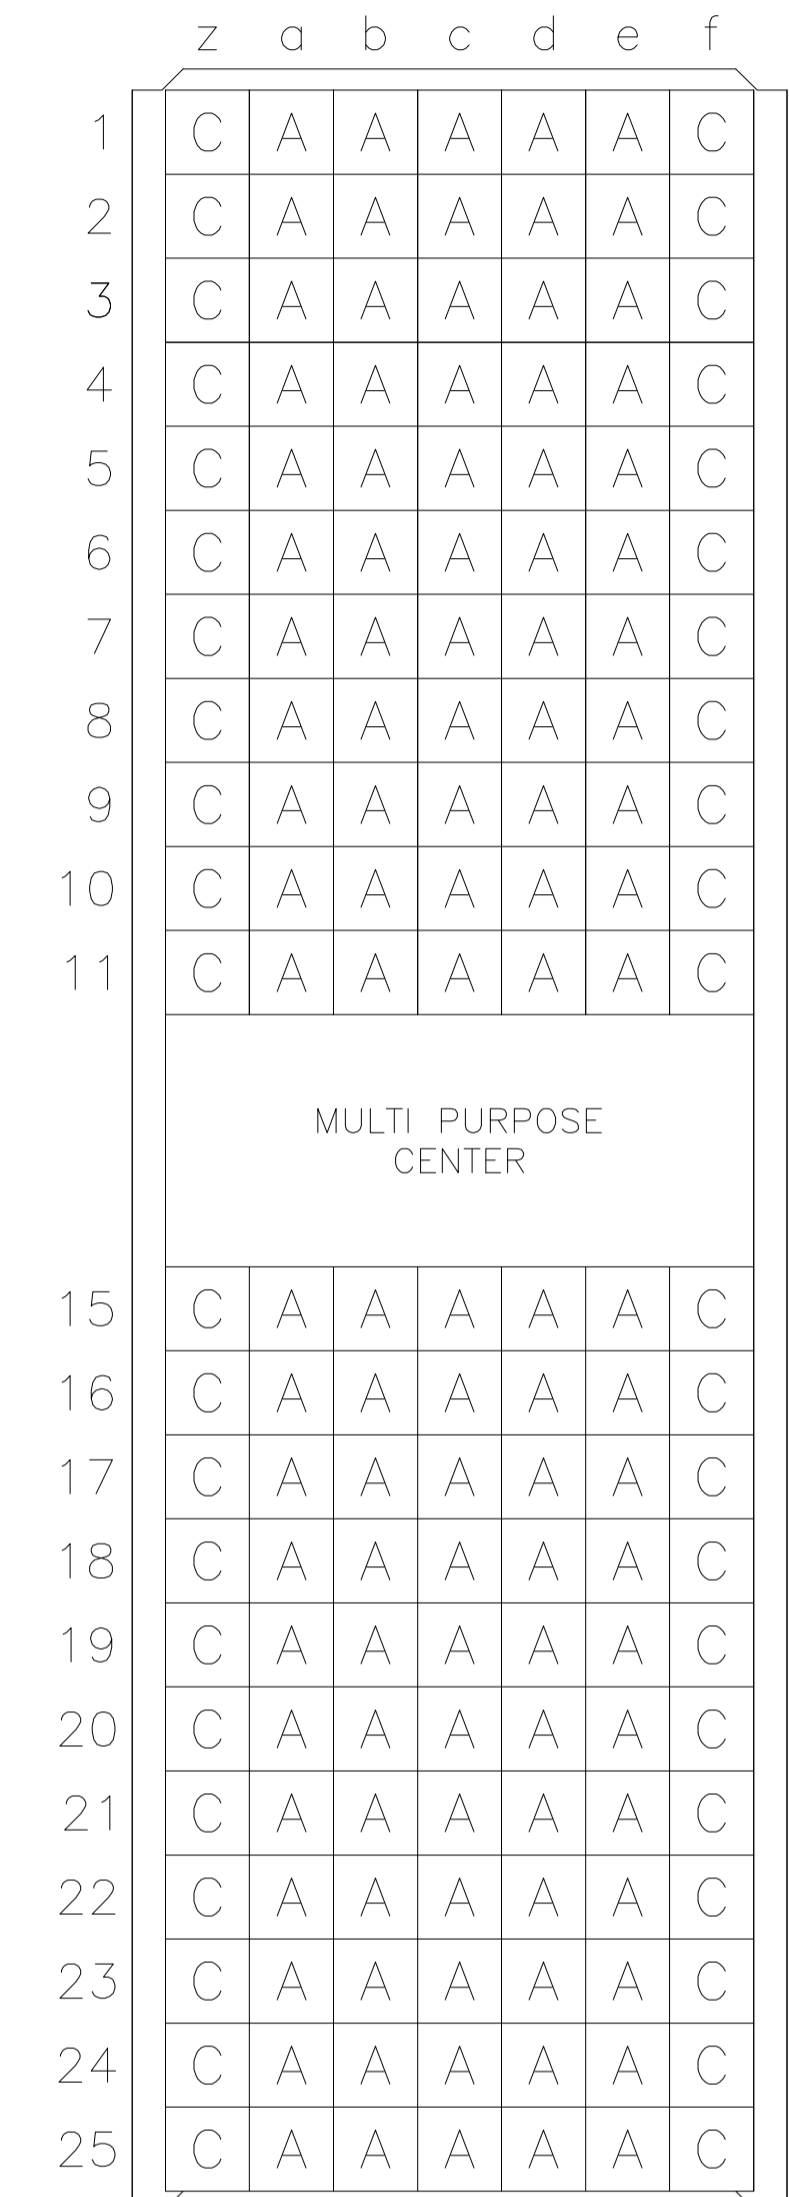 z a b c d e f
1 C A A A A A C
2 C A A A A A C
3 C A A A A A C
4 C A A A A A C
5 C A A A A A C
6 C A A A A A C
7 C A A A A A C
8 C A A A A A C
9 C A A A A A C
10 C A A A A A C
11 C A A A A A C
MULTI PURPOSE
CENTER
15 C A A A A A C
16 C A A A A A C
17 C A A A A A C
18 C A A A A A C
19 C A A A A A C
20 C A A A A A C
21 C A A A A A C
22 C A A A A A C
23 C A A A A A C
24 C A A A A A C
25 C A A A A A C